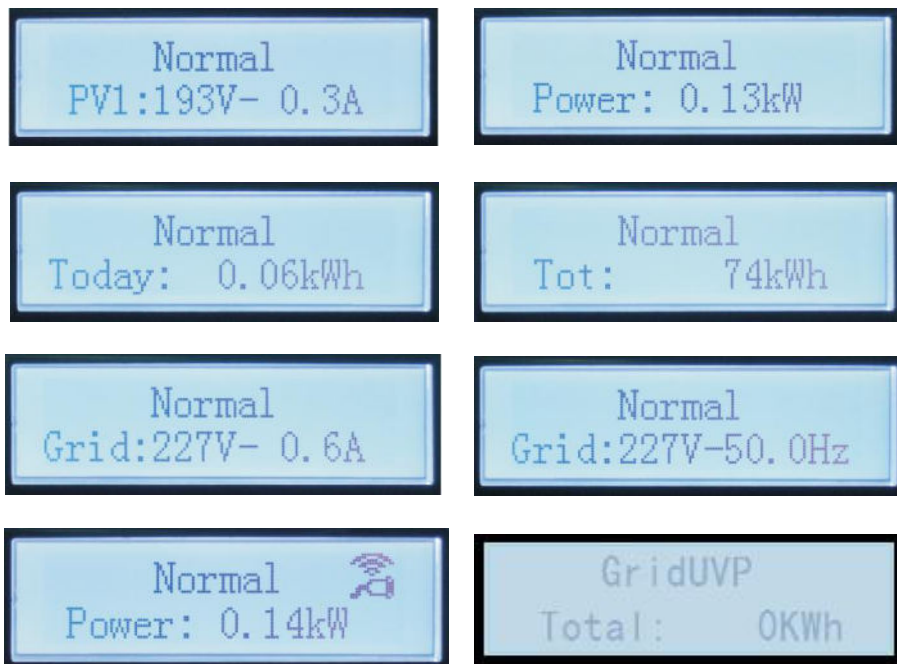 Normal
PV1:193V- 0.3A
Normal
Power: 0.13kW
Normal
Today: 0.06kWh
Normal
Tot: 74kWh
Normal
Grid:227V- 0.6A
Normal
Grid:227V-50.0Hz
Normal
Power: 0.14kW
GridUVP
Total: 0KWh